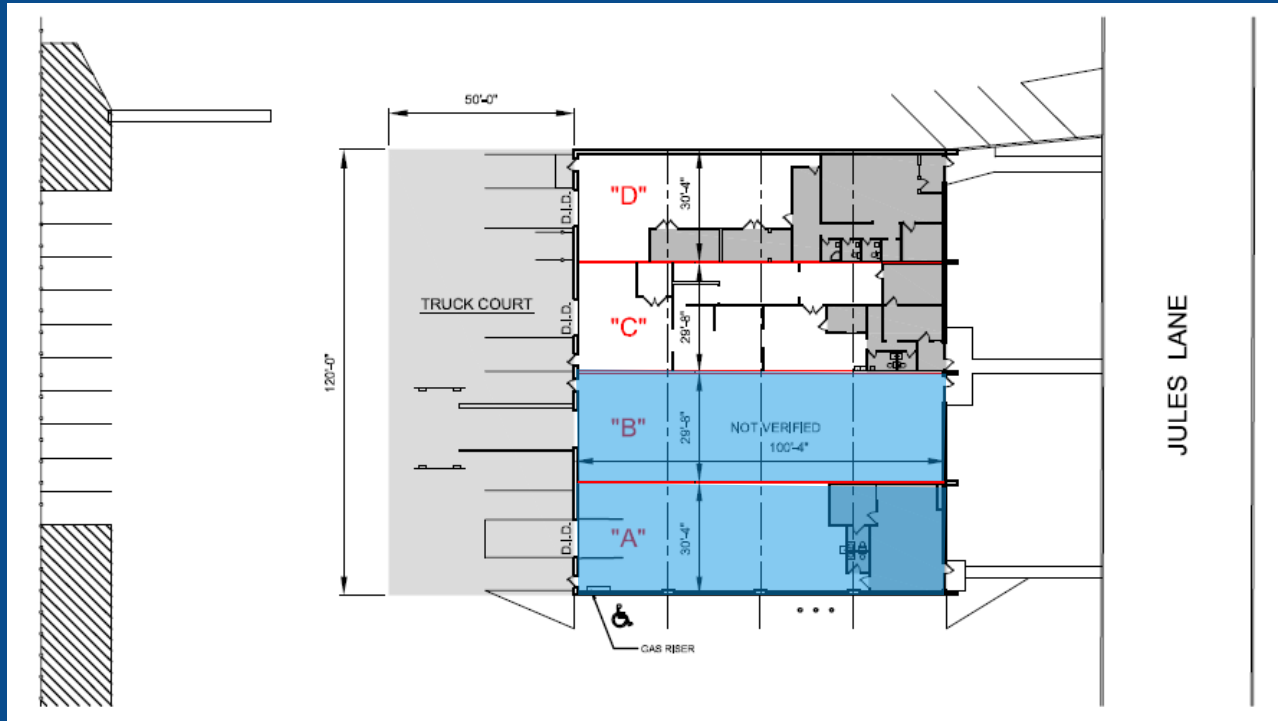 50'-0"
"D"
30'-4"
D.I.D.
120'-0"
TRUCK COURT
"C"
29'-8"
D.I.D.
JULES LANE
"B"
29'-8"
NOT VERIFIED
100'-4"
"A"
30'-4"
D.I.D.
GAS RISER